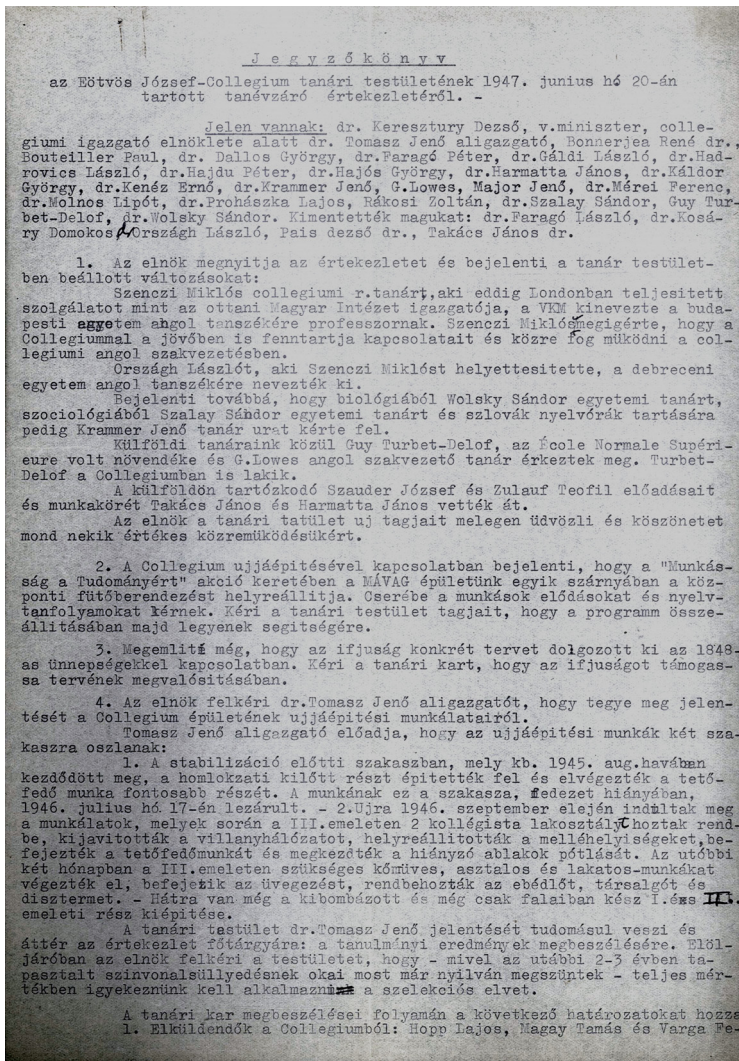 Jegyzőkönyv
az Eötvös József-Collegium tanári testületének 1947. junius hó 20-án
tartott tanévzáró értekezletéről. -
Jelen vannak: dr. Keresztury Dezső, v.miniszter, colle-
giumi igazgató elnöklete alatt dr. Tomasz Jenő aligazgató, Bonnerjea René dr.,
Bouteiller Paul, dr. Dallos György, dr.Faragó Péter, dr.Gáldi László, dr.Had-
rovics László, dr.Hajdu Péter, dr.Hajós György, dr.Harmatta János, dr.Káldor
György, dr.Kenéz Ernő, dr.Krammer Jenő, G.Lowes, Major Jenő, dr.Mérei Ferenc,
dr.Molnos Lipót, dr.Prohászka Lajos, Rákosi Zoltán, dr.Szalay Sándor, Guy Tur-
bet-Delof, dr.Wolsky Sándor. Kimentették magukat: dr.Faragó László, dr.Kosá-
ry Domokos, Országh László, Pais dezső dr., Takács János dr.
1. Az elnök megnyitja az értekezletet és bejelenti a tanár testület-
ben beállott változásokat:
Szenczi Miklós collegiumi r.tanárt,aki eddig Londonban teljesitett
szolgálatot mint az ottani Magyar Intézet igazgatója, a VKM kinevezte a buda-
pesti egyetem angol tanszékére professzornak. Szenczi Miklós megigérte, hogy a
Collegiummal a jövőben is fenntartja kapcsolatait és közre fog müködni a col-
legiumi angol szakvezetésben.
Országh Lászlót, aki Szenczi Miklóst helyettesitette, a debreceni
egyetem angol tanszékére nevezték ki.
Bejelenti továbbá, hogy biológiából Wolsky Sándor egyetemi tanárt,
szociológiából Szalay Sándor egyetemi tanárt és szlovák nyelvórák tartására
pedig Krammer Jenő tanár urat kérte fel.
Külföldi tanáraink közül Guy Turbet-Delof, az École Normale Supéri-
eure volt növendéke és G.Lowes angol szakvezető tanár érkeztek meg. Turbet-
Delof a Collegiumban is lakik.
A külföldön tartózkodó Szauder József és Zulauf Teofil előadásait
és munkakörét Takács János és Harmatta János vették át.
Az elnök a tanári tatület uj tagjait melegen üdvözli és köszönetet
mond nekik értékes közremüködésükért.
2. A Collegium ujjáépitésével kapcsolatban bejelenti, hogy a "Munkás-
ság a Tudományért" akció keretében a MÁVAG épületünk egyik szárnyában a köz-
ponti fütőberendezést helyreállitja. Cserébe a munkások elődásokat és nyelv-
tanfolyamokat kérnek. Kéri a tanári testület tagjait, hogy a programm össze-
állitásában majd legyenek segitségére.
3. Megemliti még, hogy az ifjuság konkrét tervet dolgozott ki az 1848-
as ünnepségekkel kapcsolatban. Kéri a tanári kart, hogy az ifjuságot támogas-
sa tervének megvalósitásában.
4. Az elnök felkéri dr.Tomasz Jenő aligazgatót, hogy tegye meg jelen-
tését a Collegium épületének ujjáépitési munkálatairól.
Tomasz Jenő aligazgató előadja, hogy az ujjáépitési munkák két sza-
kaszra oszlanak:
1. A stabilizáció előtti szakaszban, mely kb. 1945. aug.havában
kezdődött meg, a homlokzati kilőtt részt épitették fel és elvégezték a tető-
fedő munka fontosabb részét. A munkának ez a szakasza, fedezet hiányában,
1946. julius hó 17-én lezárult. - 2.Ujra 1946. szeptember elején indultak meg
a munkálatok, melyek során a III.emeleten 2 kollégista lakosztályt hoztak rend-
be, kijavitották a villanyhálózatot, helyreállitották a melléhelyiségeket,be-
fejezték a tetőfedőmunkát és megkezdték a hiányzó ablakok pótlását. Az utóbbi
két hónapban a III.emeleten szükséges kőmüves, asztalos és lakatos-munkákat
végezték el, befejezik az üvegezést, rendbehozták az ebédlőt, társalgót és
disztermet. - Hátra van még a kibombázott és még csak falaiban kész I.és II.
emeleti rész kiépitése.
A tanári testület dr.Tomasz Jenő jelentését tudomásul veszi és
áttér az értekezlet főtárgyára: a tanulmányi eredmények megbeszélésére. Elöl-
járóban az elnök felkéri a testületet, hogy - mivel az utábbi 2-3 évben ta-
pasztalt szinvonalsüllyedésnek okai most már nyilván megszüntek - teljes mér-
tékben igyekeznünk kell alkalmazni a szelekciós elvet.
A tanári kar megbeszélései folyamán a következő határozatokat hozza
1. Elküldendők a Collegiumból: Hopp Lajos, Magay Tamás és Varga Fe-